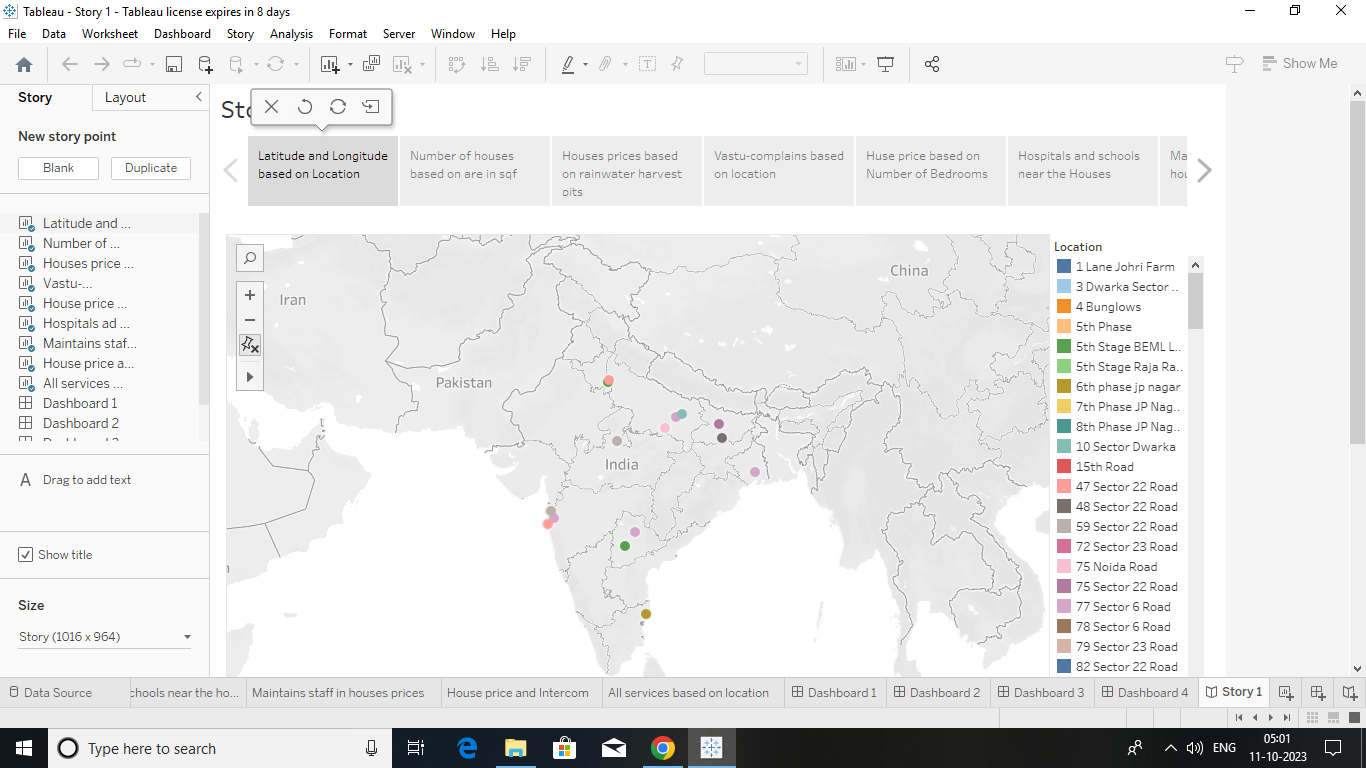 Tableau - Story 1 - Tableau license expires in 8 days
File Data Worksheet Dashboard Story Analysis Format Server Window Help
Show Me
Story Layout
New story point
Blank Duplicate
Latitude and ...
Number of ...
Houses price ...
Vastu-...
House price ...
Hospitals ad ...
Maintains staf...
House price a...
All services ...
Dashboard 1
Dashboard 2
Drag to add text
Show title
Size
Story (1016 x 964)
Latitude and Longitude
based on Location
Number of houses
based on are in sqf
Houses prices based
on rainwater harvest
pits
Vastu-complains based
on location
Huse price based on
Number of Bedrooms
Hospitals and schools
near the Houses
Ma
hou
Iran
China
Pakistan
India
Location
1 Lane Johri Farm
3 Dwarka Sector ..
4 Bunglows
5th Phase
5th Stage BEML L..
5th Stage Raja Ra..
6th phase jp nagar
7th Phase JP Nag..
8th Phase JP Nag..
10 Sector Dwarka
15th Road
47 Sector 22 Road
48 Sector 22 Road
59 Sector 22 Road
72 Sector 23 Road
75 Noida Road
75 Sector 22 Road
77 Sector 6 Road
78 Sector 6 Road
79 Sector 23 Road
82 Sector 22 Road
Data Source chools near the ho... Maintains staff in houses prices House price and Intercom All services based on location Dashboard 1 Dashboard 2 Dashboard 3 Dashboard 4 Story 1
Type here to search
ENG
05:01
11-10-2023